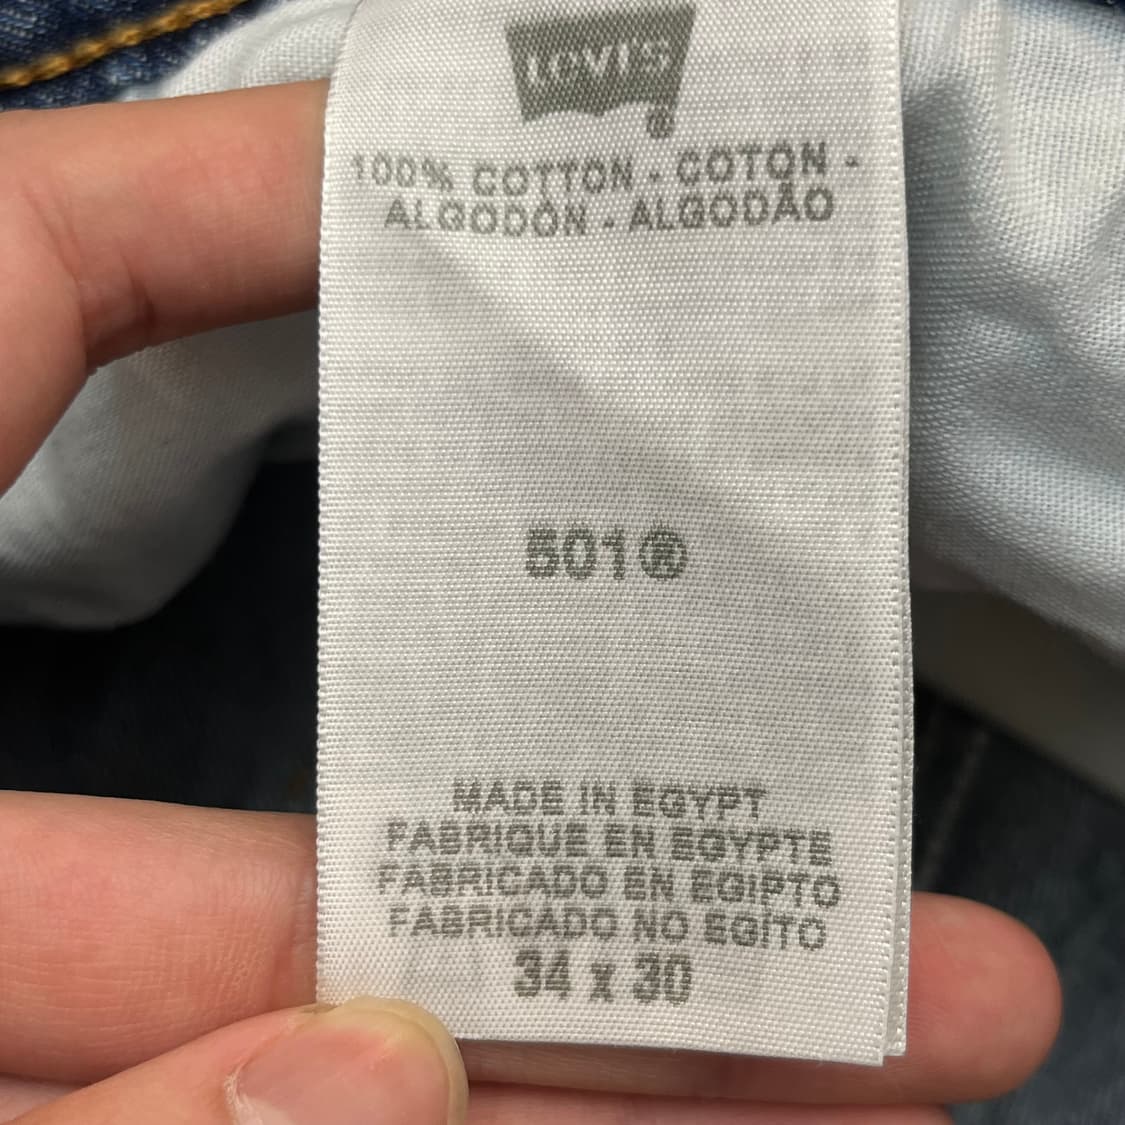 LEVI'S
100% COTTON - COTON -
ALGODÓN - ALGODÃO
501®
MADE IN EGYPT
FABRIQUE EN EGYPTE
FABRICADO EN EGIPTO
FABRICADO NO EGITO
34 x 30